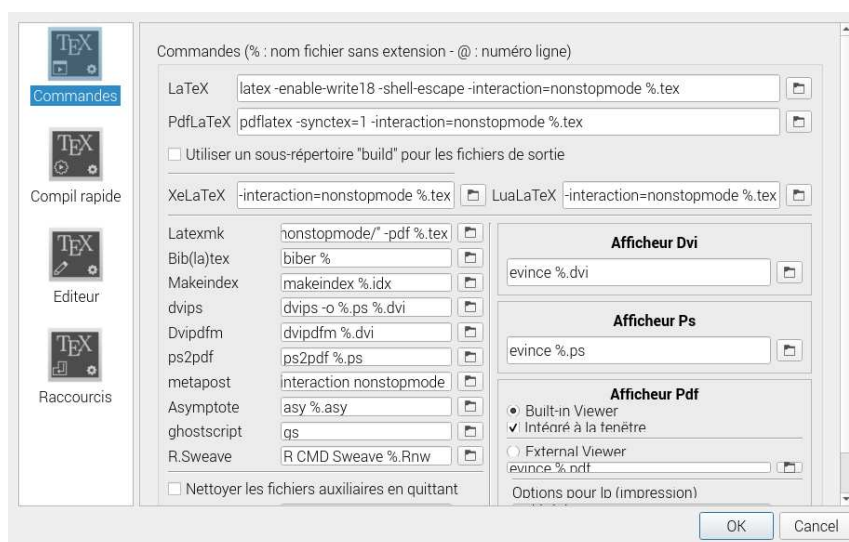 Commandes (% : nom fichier sans extension - @ : numéro ligne)
TEX
Commandes
TEX
Compil rapide
TEX
Editeur
TEX
Raccourcis
LaTeX latex -enable-write18 -shell-escape -interaction=nonstopmode %.tex
PdfLaTeX pdflatex -synctex=1 -interaction=nonstopmode %.tex
Utiliser un sous-répertoire "build" pour les fichiers de sortie
XeLaTeX -interaction=nonstopmode %.tex LuaLaTeX -interaction=nonstopmode %.tex
Latexmk nonstopmode/" -pdf %.tex
Bib(la)tex biber %
Makeindex makeindex %.idx
dvips dvips -o %.ps %.dvi
Dvipdfm dvipdfm %.dvi
ps2pdf ps2pdf %.ps
metapost interaction nonstopmode
Asymptote asy %.asy
ghostscript gs
R.Sweave R CMD Sweave %.Rnw
Nettoyer les fichiers auxiliaires en quittant
Afficheur Dvi
evince %.dvi
Afficheur Ps
evince %.ps
Afficheur Pdf
Built-in Viewer
Intégré à la fenêtre
External Viewer
evince %.pdf
Options pour lp (impression)
OK Cancel